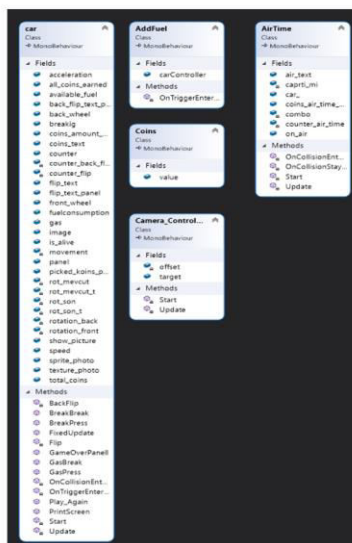 car
Class
→ MonoBehaviour
Fields
acceleration
all_coins_earned
available_fuel
back_flip_text_p...
back_wheel
breakig
coins_amount_...
coins_text
counter
counter_back_fl...
counter_flip
flip_text
flip_text_panel
front_wheel
fuelconsumption
gas
image
is_alive
movement
panel
picked_koins_p...
rot_mevcut
rot_mevcut_t
rot_son
rot_son_t
rotation_back
rotation_front
show_picture
speed
sprite_photo
texture_photo
total_coins
Methods
BackFlip
BreakBreak
BreakPress
FixedUpdate
Flip
GameOverPanell
GasBreak
GasPress
OnCollisionEnt...
OnTriggerEnter...
Play_Again
PrintScreen
Start
Update
AddFuel
Class
→ MonoBehaviour
Fields
carController
Methods
OnTriggerEnter...
Coins
Class
→ MonoBehaviour
Fields
value
Camera_Control...
Class
→ MonoBehaviour
Fields
offset
target
Methods
Start
Update
AirTime
Class
→ MonoBehaviour
Fields
air_text
caprti_mi
car_
coins_air_time_...
combo
counter_air_time
on_air
Methods
OnCollisionEnt...
OnCollisionStay...
Start
Update